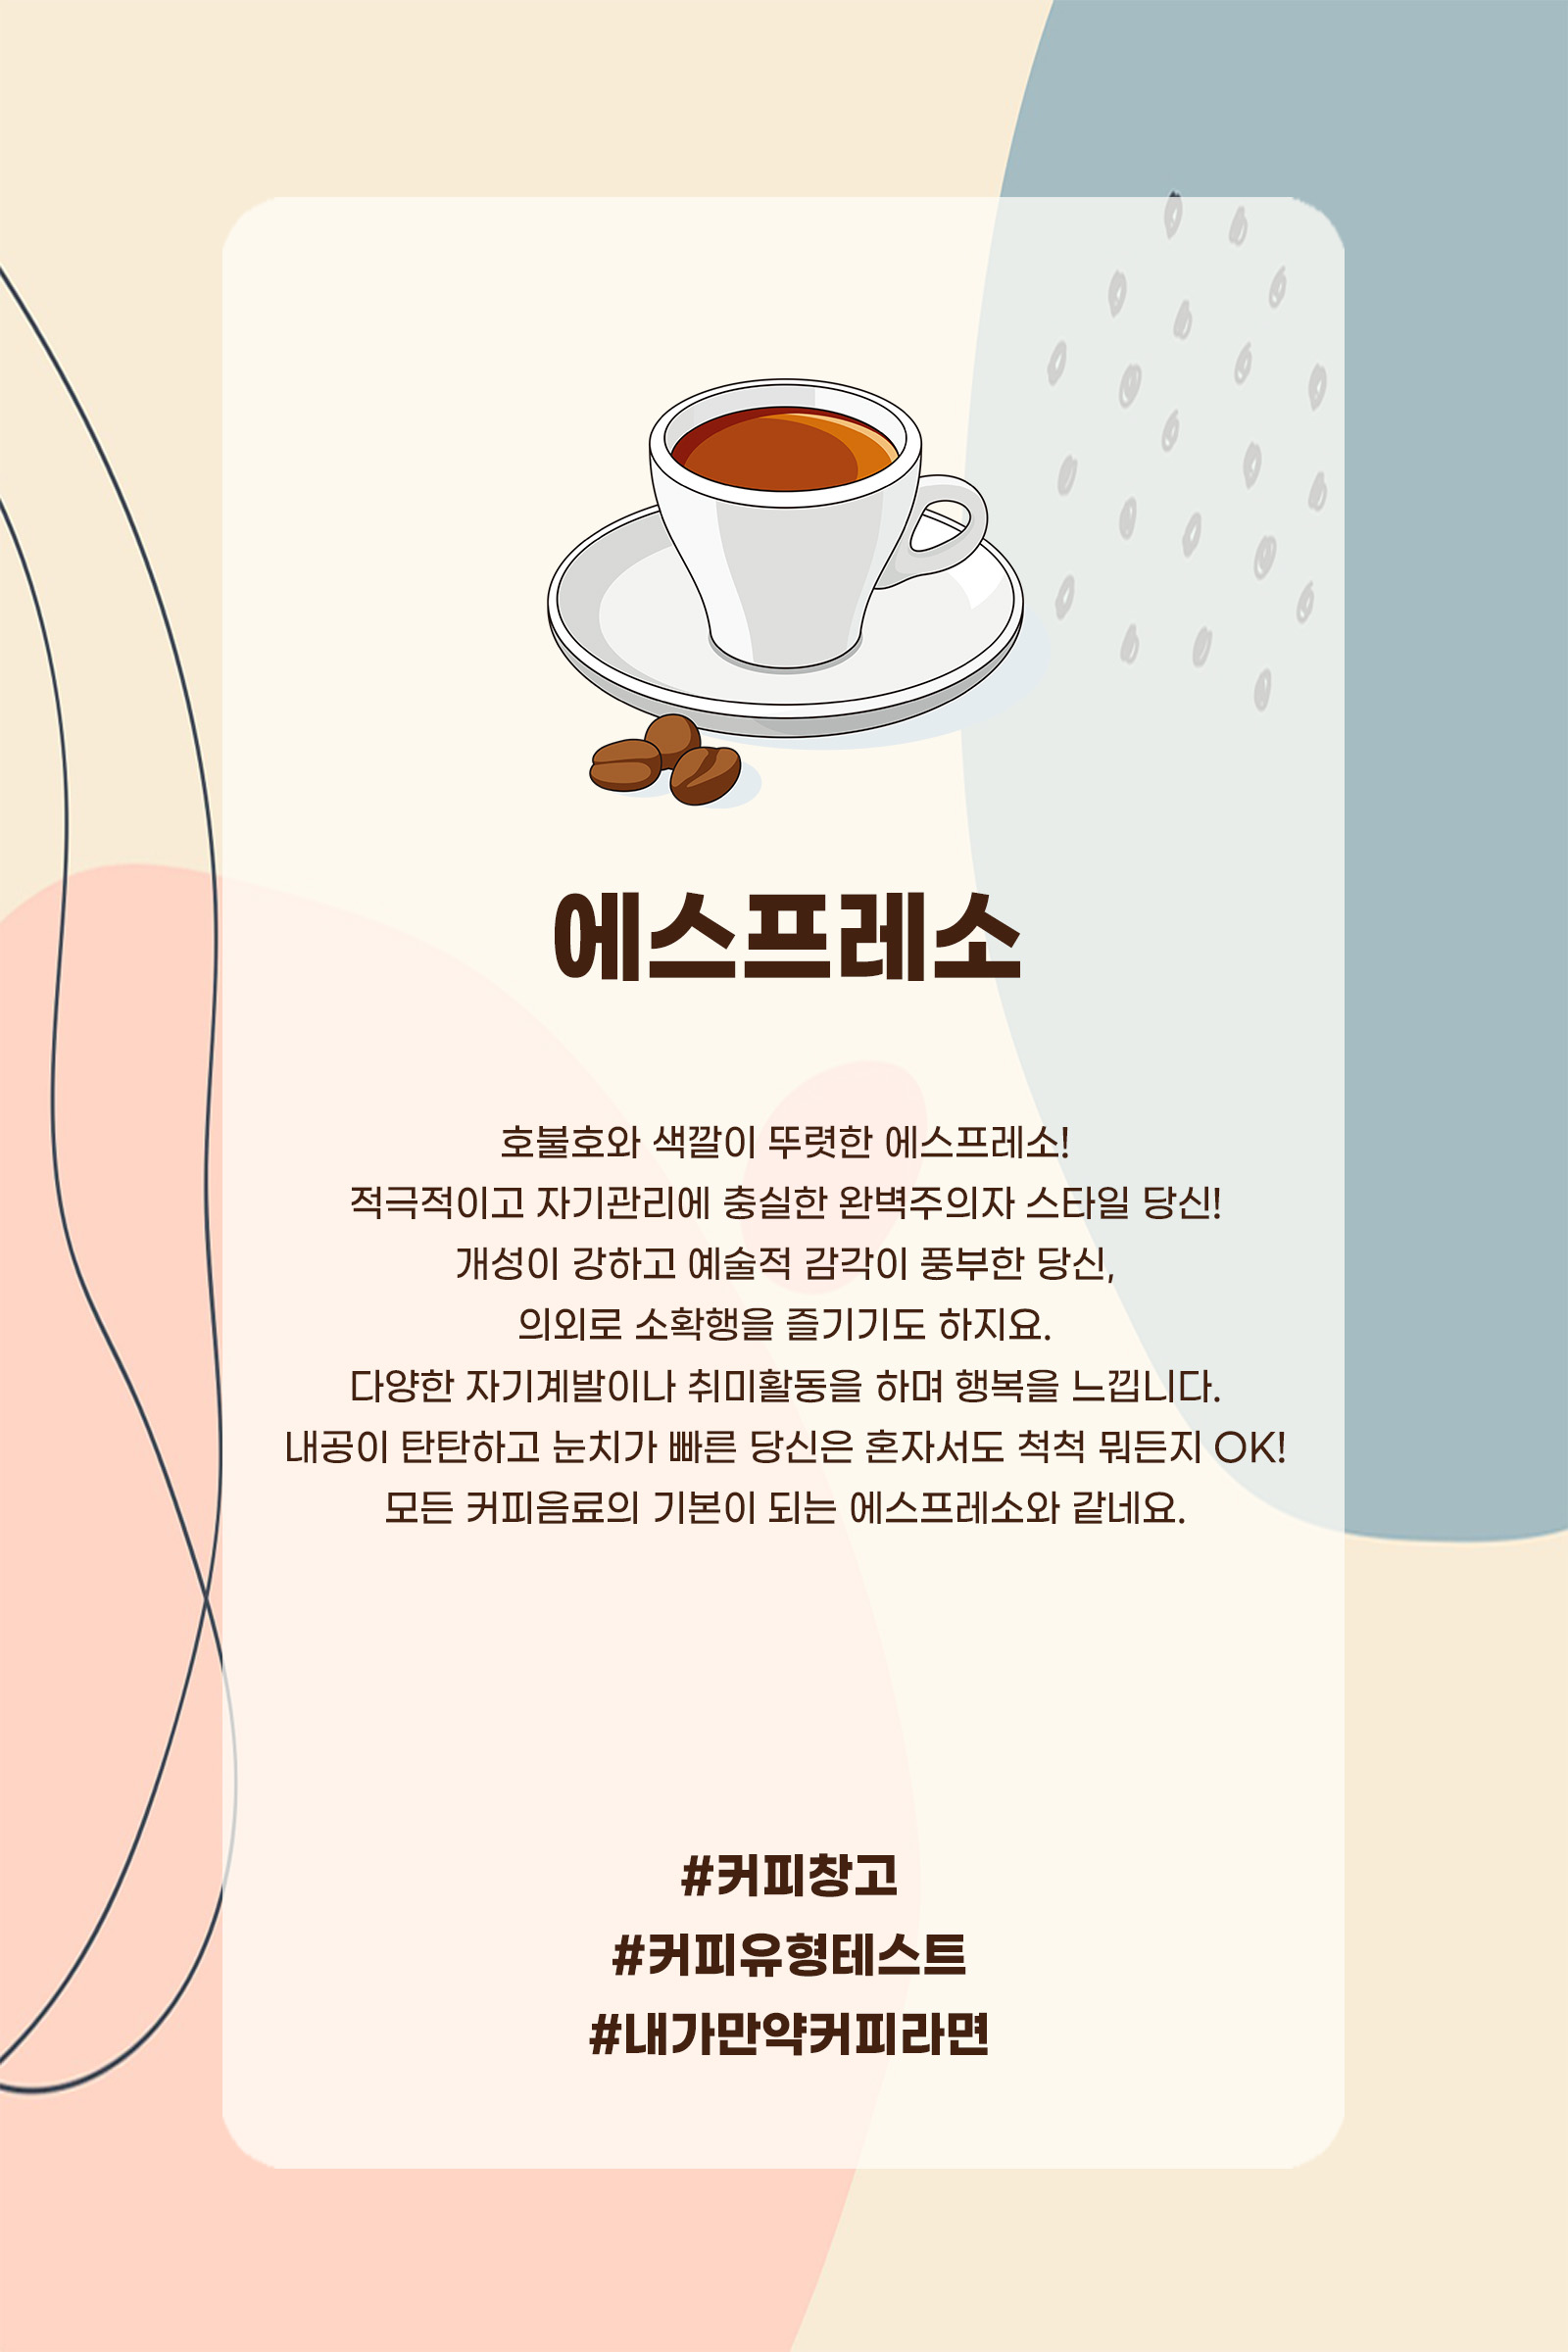 에스프레소
호불호와 색깔이 뚜렷한 에스프레소!
적극적이고 자기관리에 충실한 완벽주의자 스타일 당신!
개성이 강하고 예술적 감각이 풍부한 당신,
의외로 소확행을 즐기기도 하지요.
다양한 자기계발이나 취미활동을 하며 행복을 느낍니다.
내공이 탄탄하고 눈치가 빠른 당신은 혼자서도 척척 뭐든지 OK!
모든 커피음료의 기본이 되는 에스프레소와 같네요.
#커피창고
#커피유형테스트
#내가만약커피라면